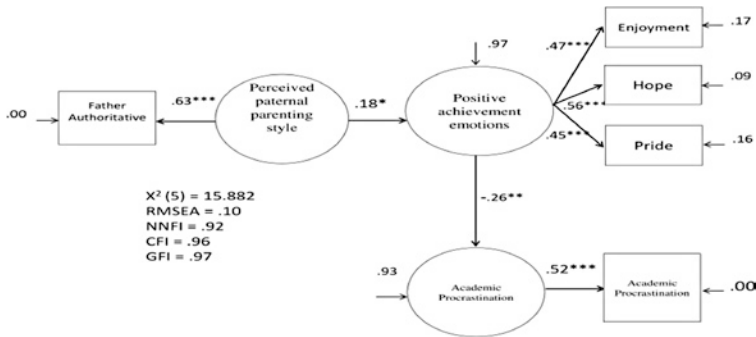 Enjoyment
.17
.97
.47***
Perceived
paternal
parenting
style
.63***
Father
Authoritative
.00
.18*
Positive
achievement
emotions
Hope
.09
.56***
.45***
Pride
.16
X² (5) = 15.882
RMSEA = .10
NNFI = .92
CFI = .96
GFI = .97
-.26**
.93
Academic
Procrastination
.52***
Academic
Procrastination
.00